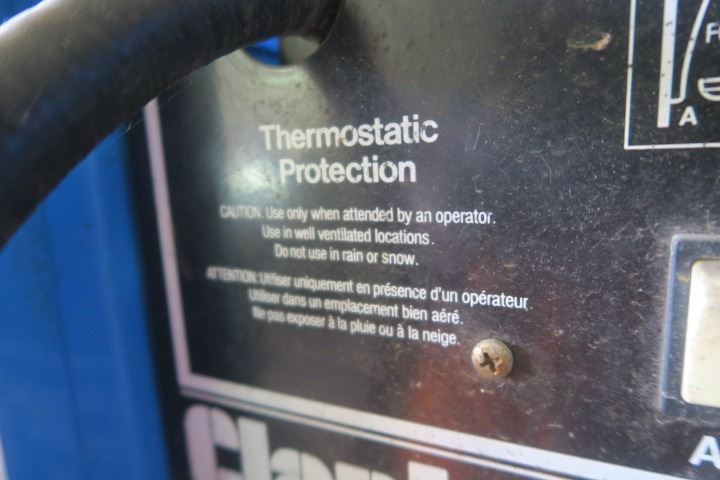 Thermostatic
Protection
CAUTION: Use only when attended by an operator.
Use in well ventilated locations.
Do not use in rain or snow.
ATTENTION: Utiliser uniquement en présence d'un opérateur.
Utiliser dans un emplacement bien aéré.
Ne pas exposer à la pluie ou à la neige.
A
A